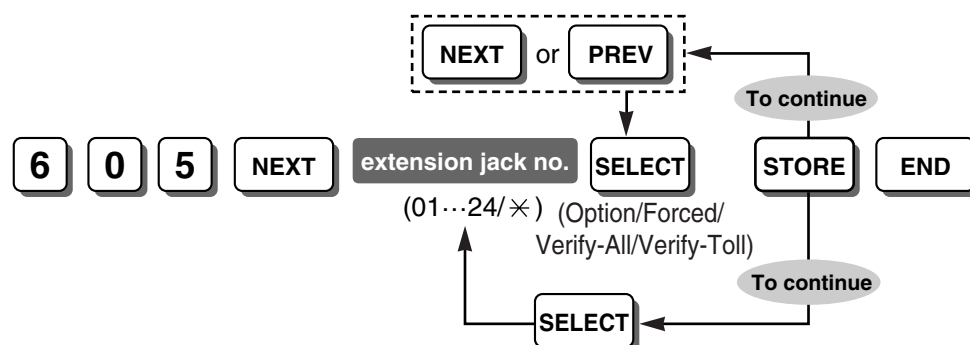 NEXT or PREV
To continue
6 0 5 NEXT extension jack no. SELECT STORE END
(01···24/✳) (Option/Forced/
Verify-All/Verify-Toll)
To continue
SELECT